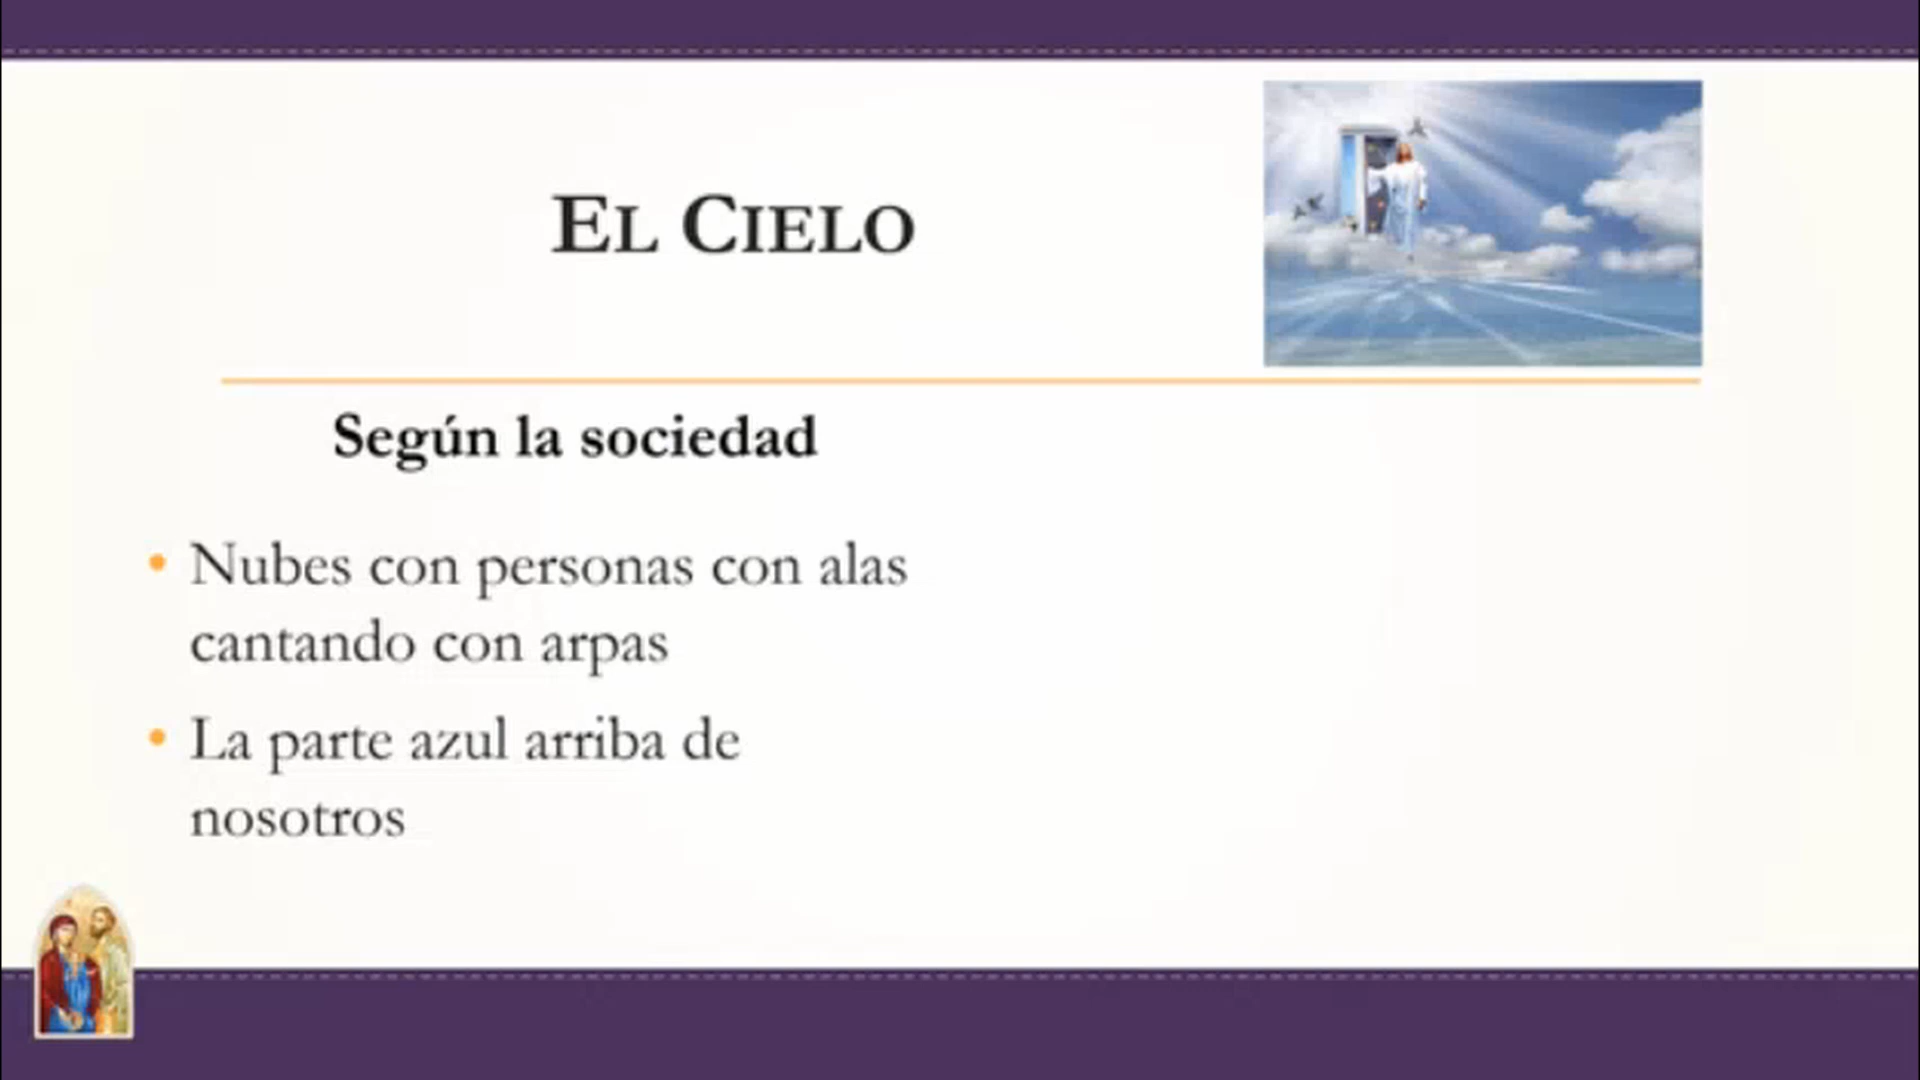 EL CIELO
Según la sociedad
• Nubes con personas con alas
cantando con arpas
• La parte azul arriba de
nosotros